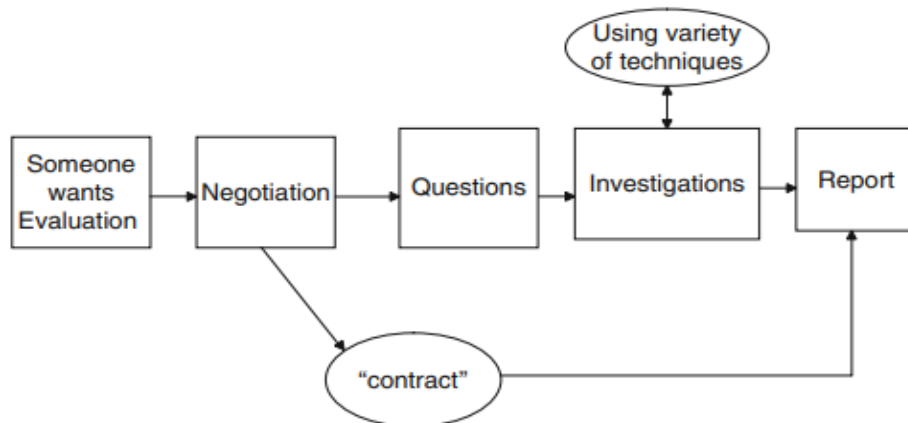 Using variety
of techniques
Someone
wants
Evaluation
Negotiation
Questions
Investigations
Report
“contract”